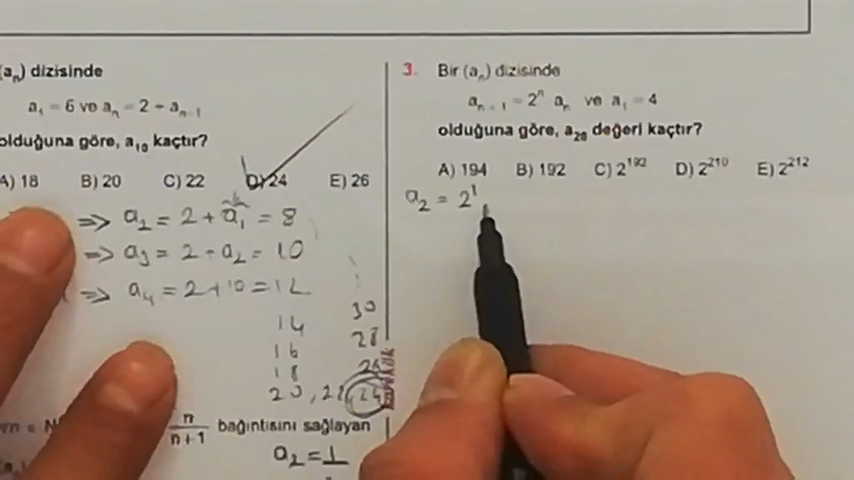 (aₙ) dizisinde
a₁ = 6 ve aₙ = 2 + aₙ₋₁
olduğuna göre, a₁₀ kaçtır?
A) 18 B) 20 C) 22 D) 24 E) 26
=> a₂ = 2 + a₁ = 8
=> a₃ = 2 + a₂ = 10
=> a₄ = 2 + 10 = 12
14
16
18
20, 22, 24
30
28
26
n/n+1 bağıntısını sağlayan
a₂ = 1
3. Bir (aₙ) dizisinde
aₙ₊₁ = 2ⁿ aₙ ve a₁ = 4
olduğuna göre, a₂₀ değeri kaçtır?
A) 194 B) 192 C) 2¹⁹² D) 2²¹⁰ E) 2²¹²
a₂ = 2¹